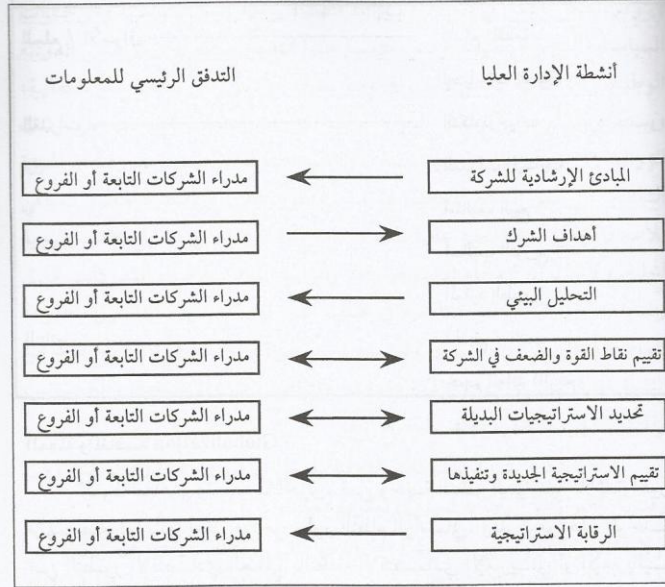 أنشطة الإدارة العليا التدفق الرئيسي للمعلومات
المبادئ الإرشادية للشركة مدراء الشركات التابعة أو الفروع
أهداف الشرك مدراء الشركات التابعة أو الفروع
التحليل البيئي مدراء الشركات التابعة أو الفروع
تقييم نقاط القوة والضعف في الشركة مدراء الشركات التابعة أو الفروع
تحديد الاستراتيجيات البديلة مدراء الشركات التابعة أو الفروع
تقييم الاستراتيجية الجديدة وتنفيذها مدراء الشركات التابعة أو الفروع
الرقابة الاستراتيجية مدراء الشركات التابعة أو الفروع